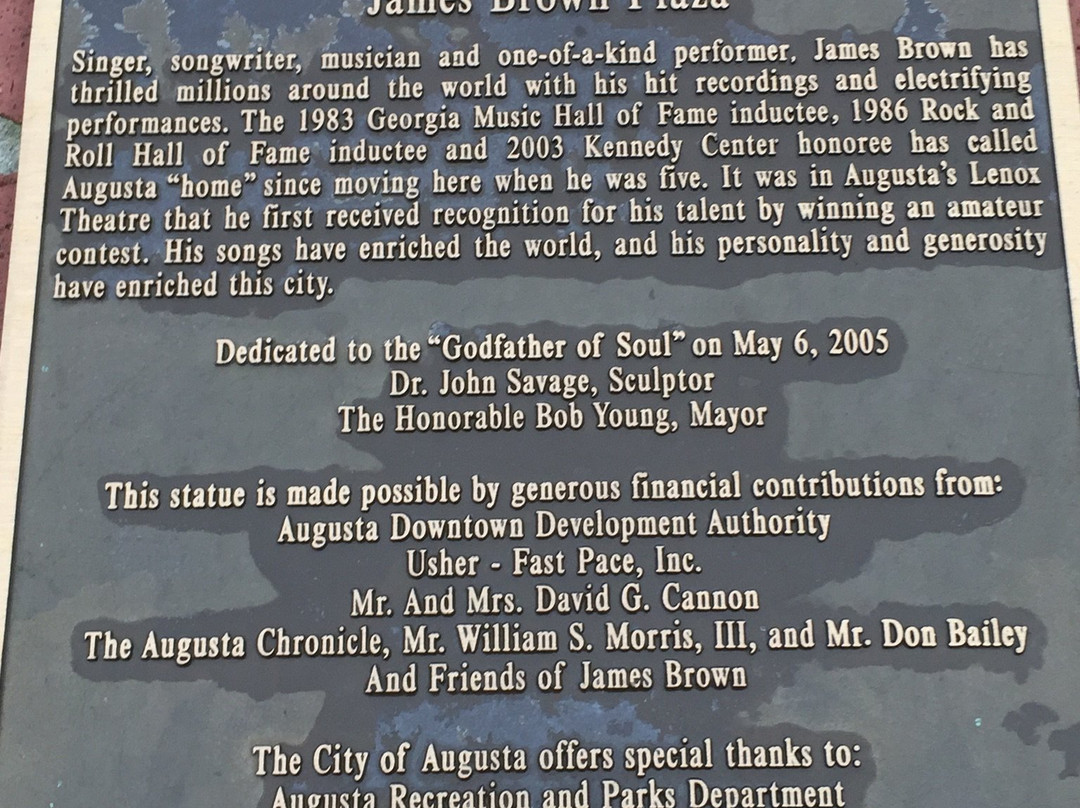 James Brown Plaza
Singer, songwriter, musician and one-of-a-kind performer, James Brown has
thrilled millions around the world with his hit recordings and electrifying
performances. The 1983 Georgia Music Hall of Fame inductee, 1986 Rock and
Roll Hall of Fame inductee and 2003 Kennedy Center honoree has called
Augusta “home” since moving here when he was five. It was in Augusta's Lenox
Theatre that he first received recognition for his talent by winning an amateur
contest. His songs have enriched the world, and his personality and generosity
have enriched this city.
Dedicated to the “Godfather of Soul” on May 6, 2005
Dr. John Savage, Sculptor
The Honorable Bob Young, Mayor
This statue is made possible by generous financial contributions from:
Augusta Downtown Development Authority
Usher - Fast Pace, Inc.
Mr. And Mrs. David G. Cannon
The Augusta Chronicle, Mr. William S. Morris, III, and Mr. Don Bailey
And Friends of James Brown
The City of Augusta offers special thanks to:
Augusta Recreation and Parks Department